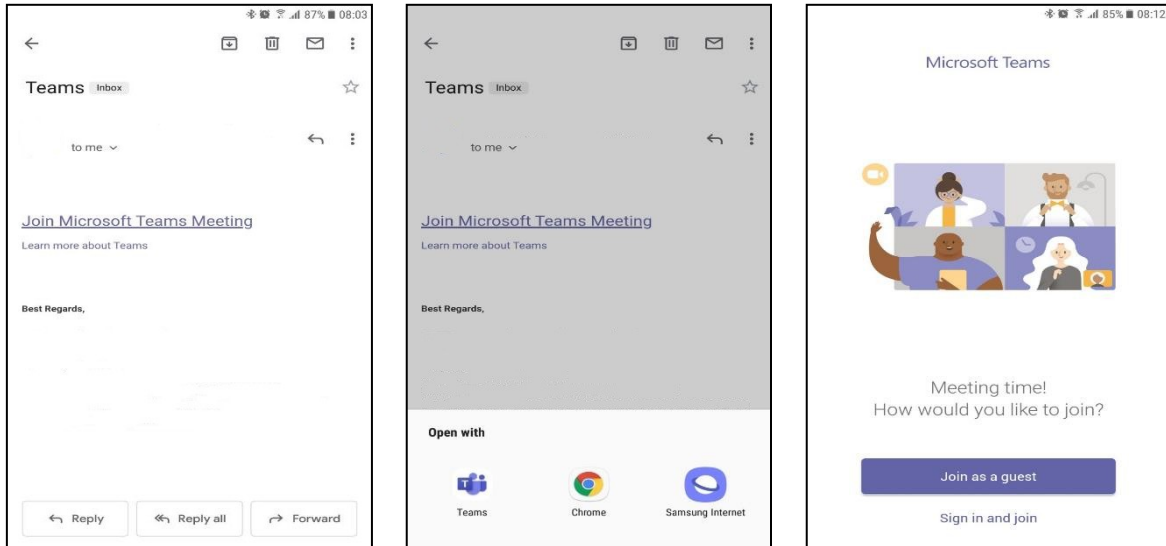 87% 08:03
Teams Inbox
to me
Join Microsoft Teams Meeting
Learn more about Teams
Best Regards,
Reply Reply all Forward
Teams Inbox
to me
Join Microsoft Teams Meeting
Learn more about Teams
Best Regards,
Open with
Teams Chrome Samsung Internet
85% 08:12
Microsoft Teams
Meeting time!
How would you like to join?
Join as a guest
Sign in and join